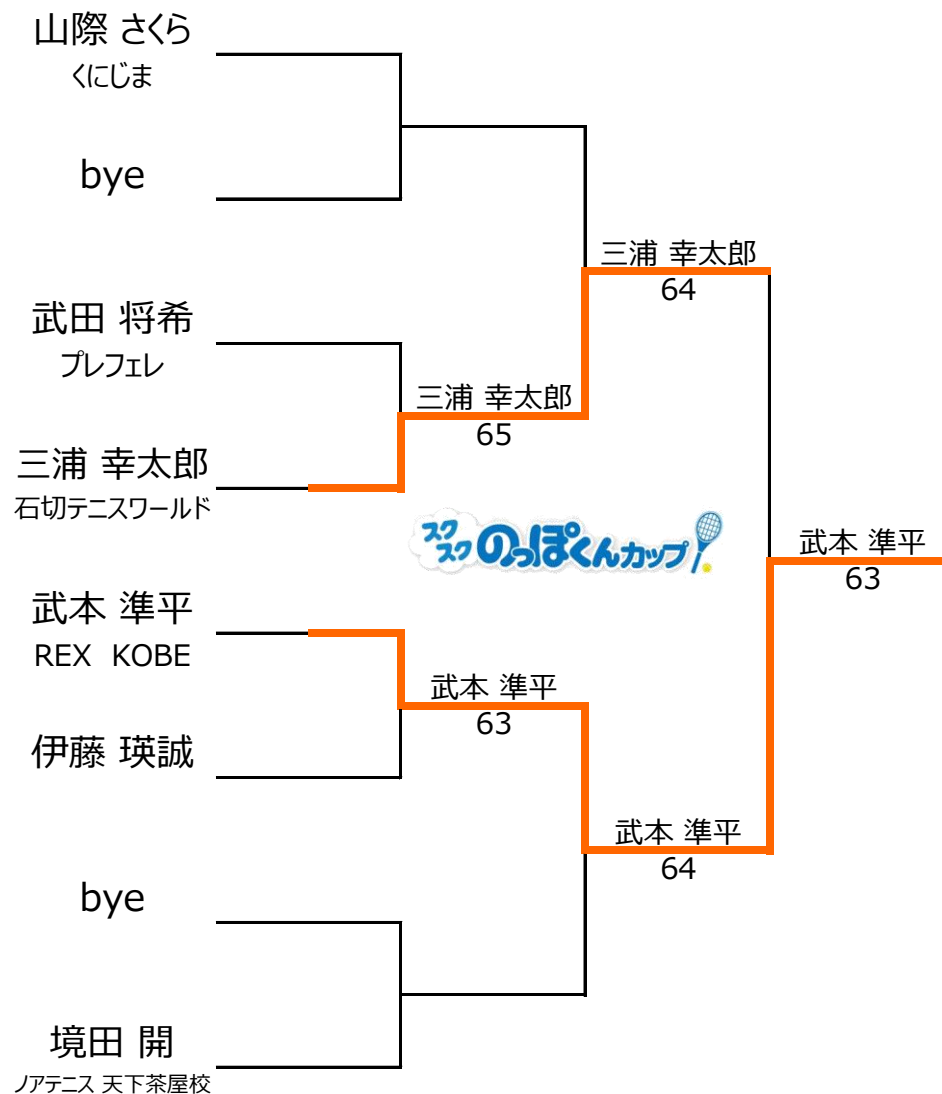 山際 さくら
くにじま
bye
三浦 幸太郎
64
武田 将希
プレフェレ
三浦 幸太郎
65
三浦 幸太郎
石切テニスワールド
スクスク のっぽくんカップ
武本 準平
63
武本 準平
REX KOBE
武本 準平
63
伊藤 瑛誠
武本 準平
64
bye
境田 開
ノアテニス 天下茶屋校